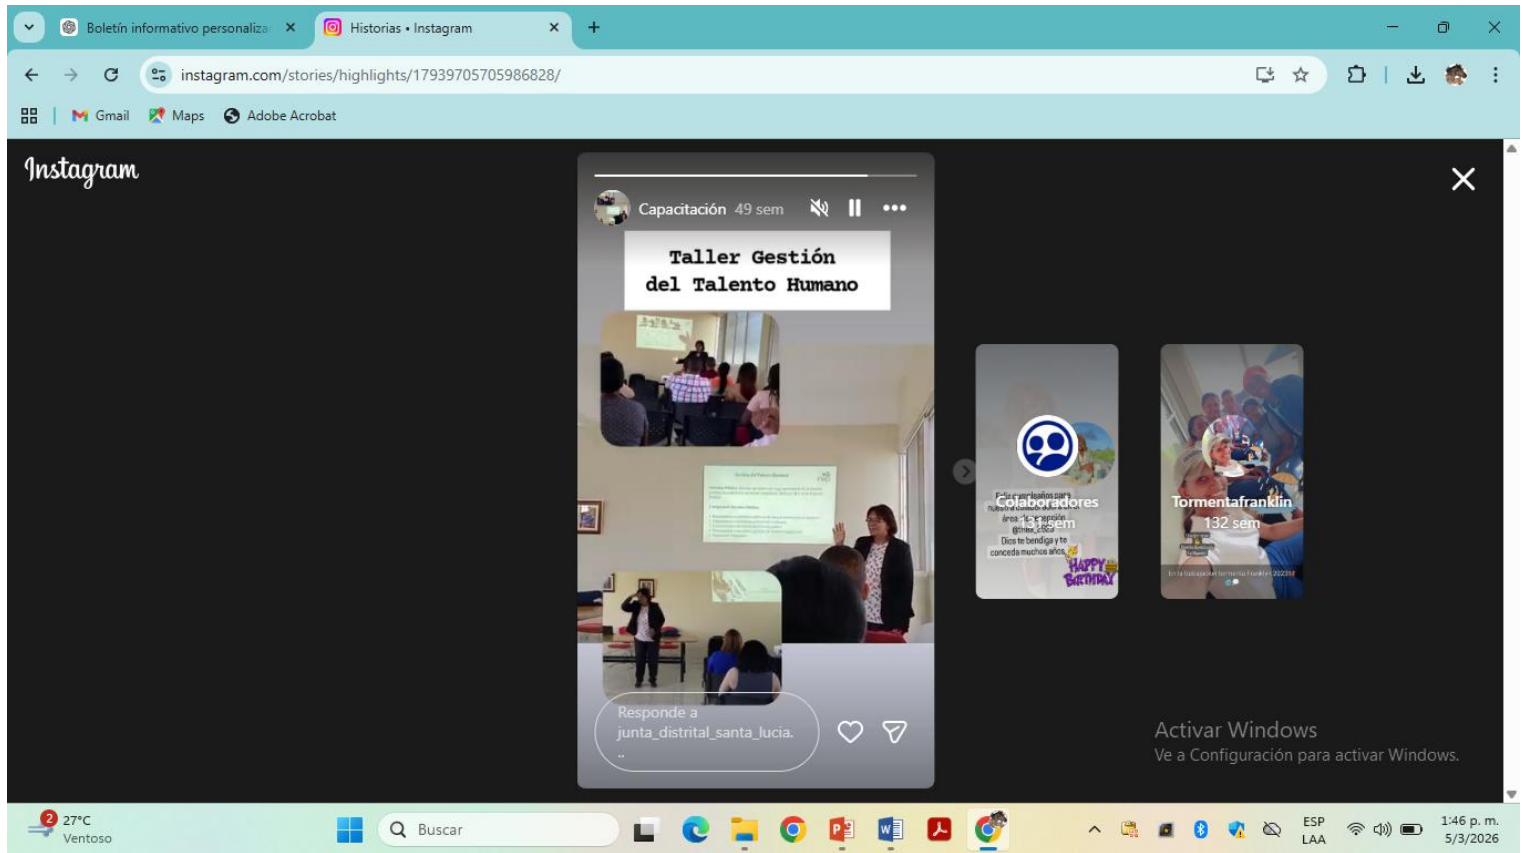 Boletín informativo personaliza
Historias • Instagram
instagram.com/stories/highlights/17939705705986828/
Gmail
Maps
Adobe Acrobat
Instagram
Capacitación 49 sem
Taller Gestión
del Talento Humano
Responde a
junta_distrital_santa_lucia.
..
Colaboradores
131 sem
Dios te bendiga y te
conceda muchos años
HAPPY
BIRTHDAY
Tormentafranklin
132 sem
Activar Windows
Ve a Configuración para activar Windows.
2
27°C
Ventoso
Buscar
ESP
LAA
1:46 p. m.
5/3/2026